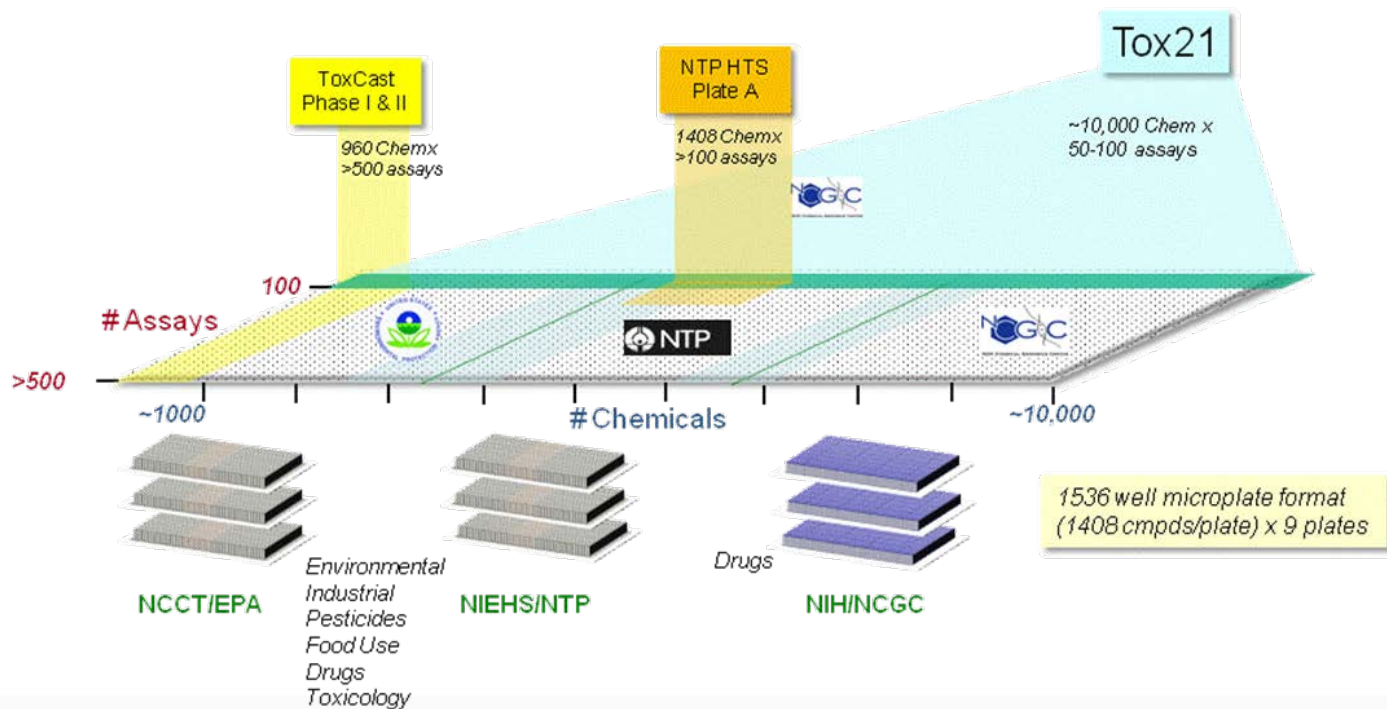 Tox21
ToxCast
Phase I & II
NTP HTS
Plate A
960 Chemx
>500 assays
1408 Chemx
>100 assays
~10,000 Chem x
50-100 assays
NCGC
100
#Assays
NTP
NCGC
>500
~1000
#Chemicals
~10,000
1536 well microplate format
(1408 cmpds/plate) x 9 plates
Environmental
Industrial
Pesticides
Food Use
Drugs
Toxicology
Drugs
NCCT/EPA
NIEHS/NTP
NIH/NCGC